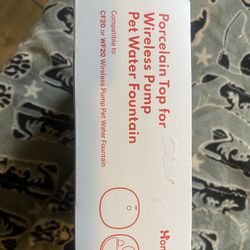 Porcelain Top for
Wireless Pump
Pet Water Fountain
Compatible to
CF20 or WF20 Wireless Pump Pet Water Fountain